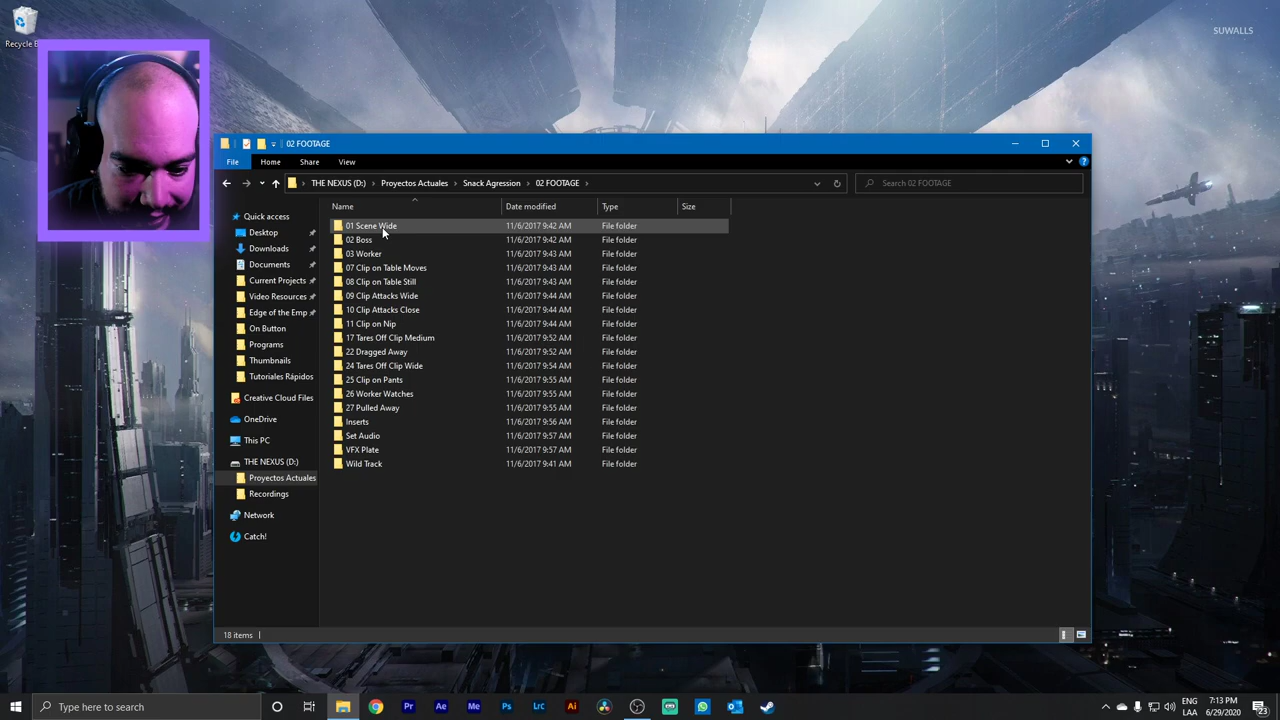 SUWALLS
Recycle B
02 FOOTAGE
File Home Share View
THE NEXUS (D:) Proyectos Actuales Snack Agression 02 FOOTAGE
Search 02 FOOTAGE
Name Date modified Type Size
Quick access
Desktop
Downloads
Documents
Current Projects
Video Resources
Edge of the Emp
On Button
Programs
Thumbnails
Tutoriales Rápidos
Creative Cloud Files
OneDrive
This PC
THE NEXUS (D:)
Proyectos Actuales
Recordings
Network
Catch!
01 Scene Wide 11/6/2017 9:42 AM File folder
02 Boss 11/6/2017 9:42 AM File folder
03 Worker 11/6/2017 9:43 AM File folder
07 Clip on Table Moves 11/6/2017 9:43 AM File folder
08 Clip on Table Still 11/6/2017 9:43 AM File folder
09 Clip Attacks Wide 11/6/2017 9:44 AM File folder
10 Clip Attacks Close 11/6/2017 9:44 AM File folder
11 Clip on Nip 11/6/2017 9:44 AM File folder
17 Tares Off Clip Medium 11/6/2017 9:52 AM File folder
22 Dragged Away 11/6/2017 9:52 AM File folder
24 Tares Off Clip Wide 11/6/2017 9:54 AM File folder
25 Clip on Pants 11/6/2017 9:55 AM File folder
26 Worker Watches 11/6/2017 9:55 AM File folder
27 Pulled Away 11/6/2017 9:55 AM File folder
Inserts 11/6/2017 9:56 AM File folder
Set Audio 11/6/2017 9:57 AM File folder
VFX Plate 11/6/2017 9:57 AM File folder
Wild Track 11/6/2017 9:41 AM File folder
18 items
Type here to search
Pr Ae Me Ps Lrc Ai
ENG
LAA
7:13 PM
6/29/2020
23